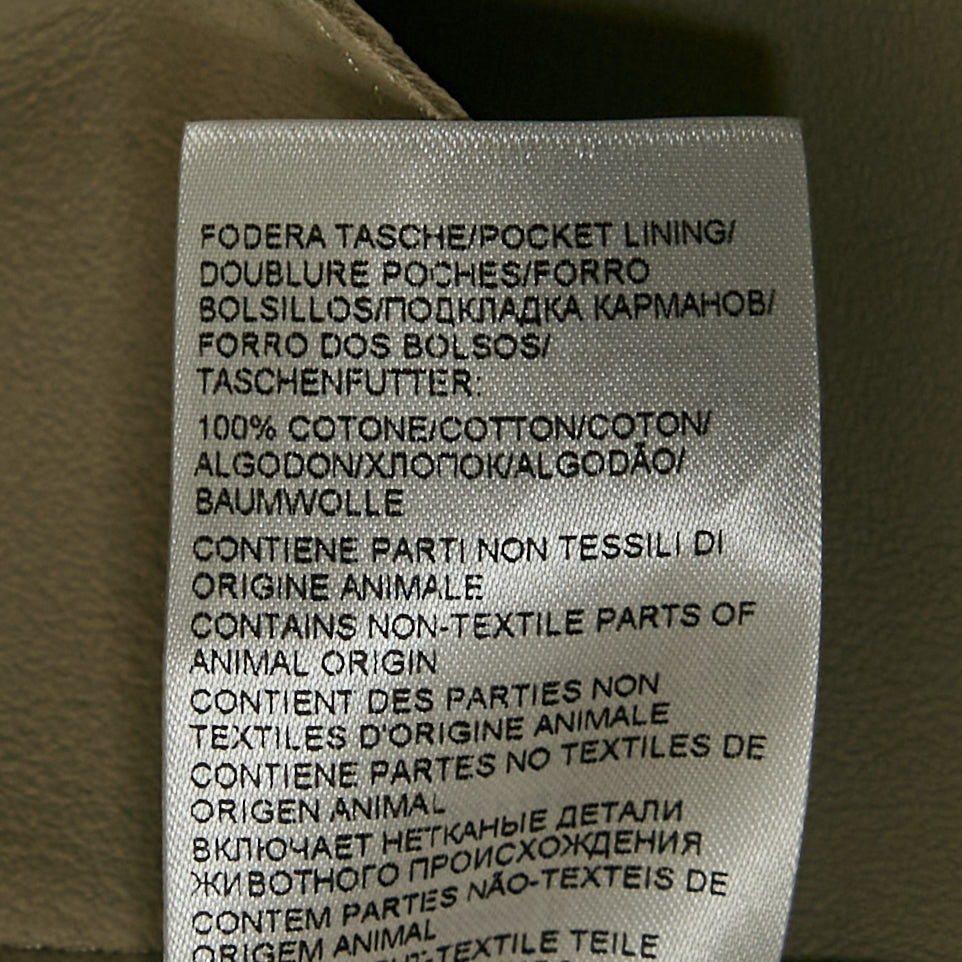 FODERA TASCHE/POCKET LINING/
DOUBLURE POCHES/FORRO
BOLSILLOS/ПОДКЛАДКА КАРМАНОВ/
FORRO DOS BOLSOS/
TASCHENFUTTER:
100% COTONE/COTTON/COTON/
ALGODON/ХЛОПОК/ALGODÃO/
BAUMWOLLE
CONTIENE PARTI NON TESSILI DI
ORIGINE ANIMALE
CONTAINS NON-TEXTILE PARTS OF
ANIMAL ORIGIN
CONTIENT DES PARTIES NON
TEXTILES D'ORIGINE ANIMALE
CONTIENE PARTES NO TEXTILES DE
ORIGEN ANIMAL
ВКЛЮЧАЕТ НЕТКАНЫЕ ДЕТАЛИ
ЖИВОТНОГО ПРОИСХОЖДЕНИЯ
CONTEM PARTES NÃO-TEXTEIS DE
ORIGEM ANIMAL
TEILE